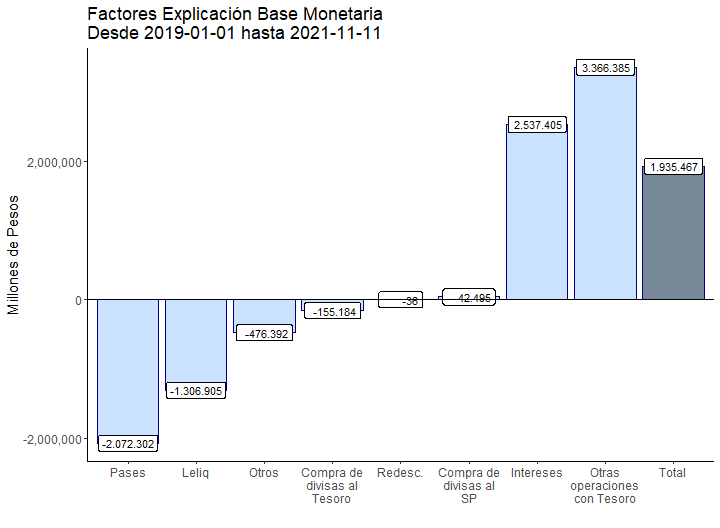 Factores Explicación Base Monetaria
Desde 2019-01-01 hasta 2021-11-11
Millones de Pesos
2,000,000
0
-2,000,000
-2.072.302
-1.306.905
-476.392
-155.184
-36
42.495
2.537.405
3.366.385
1.935.467
Pases
Leliq
Otros
Compra de
divisas al
Tesoro
Redesc.
Compra de
divisas al
SP
Intereses
Otras
operaciones
con Tesoro
Total